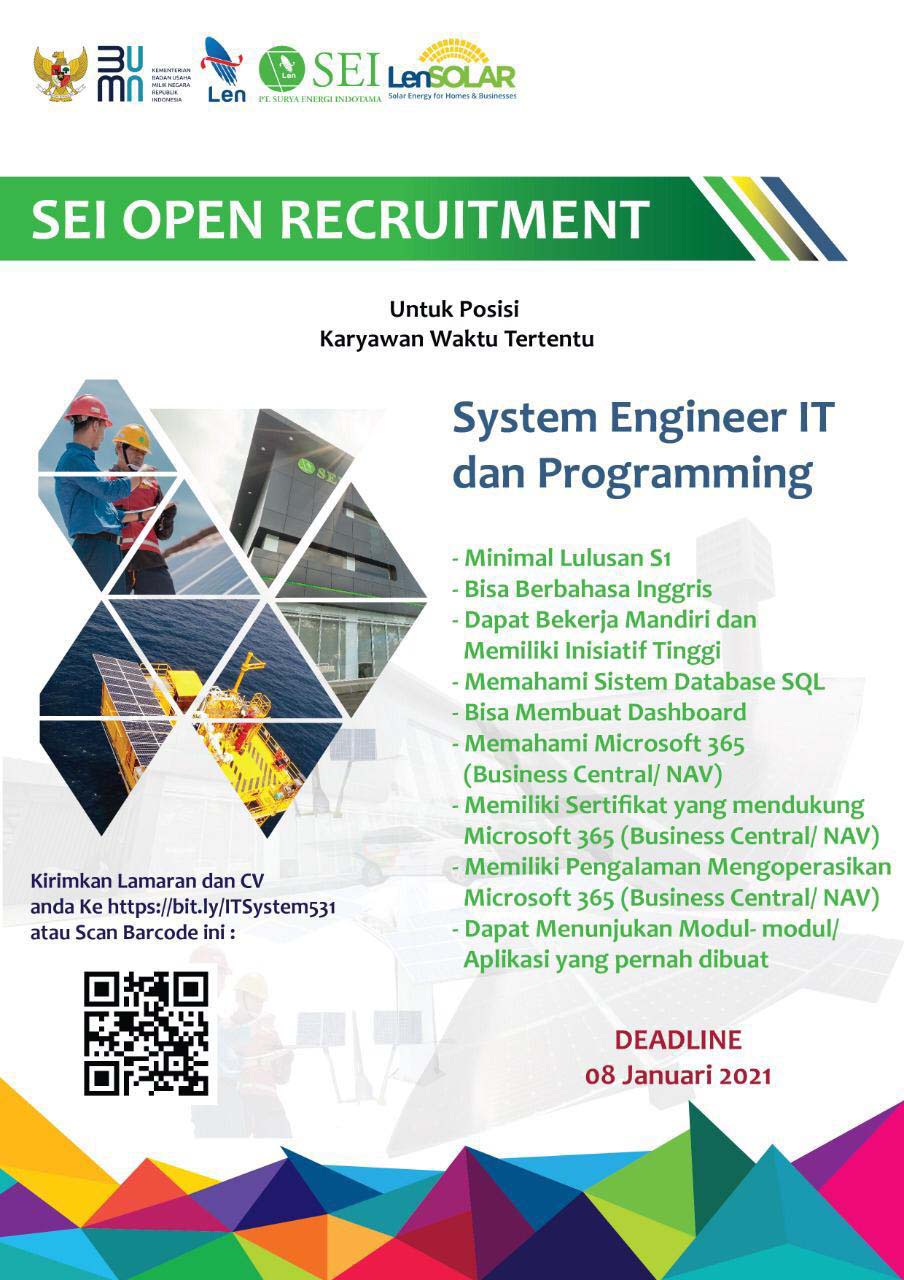 BUMN
KEMENTERIAN
BADAN USAHA
MILIK NEGARA
REPUBLIK
INDONESIA
Len
Len
SEI
PT. SURYA ENERGI INDOTAMA
LenSOLAR
Solar Energy for Homes & Businesses
SEI OPEN RECRUITMENT
Untuk Posisi
Karyawan Waktu Tertentu
SEI
System Engineer IT
dan Programming
- Minimal Lulusan S1
- Bisa Berbahasa Inggris
- Dapat Bekerja Mandiri dan
Memiliki Inisiatif Tinggi
- Memahami Sistem Database SQL
- Bisa Membuat Dashboard
- Memahami Microsoft 365
(Business Central/ NAV)
- Memiliki Sertifikat yang mendukung
Microsoft 365 (Business Central/ NAV)
- Memiliki Pengalaman Mengoperasikan
Microsoft 365 (Business Central/ NAV)
- Dapat Menunjukan Modul- modul/
Aplikasi yang pernah dibuat
Kirimkan Lamaran dan CV
anda Ke https://bit.ly/ITSystem531
atau Scan Barcode ini :
DEADLINE
08 Januari 2021